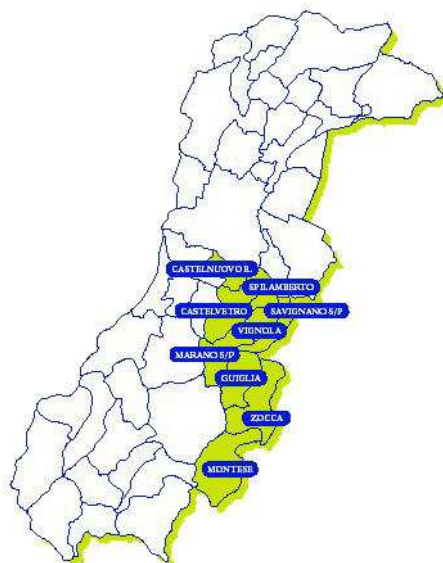 CASTELNUOVO R.
SPILAMBERTO
CASTELVETRO
SAVIGNANO S/P
VIGNOLA
MARANO S/P
GUIGLIA
ZOCCA
MONTESE